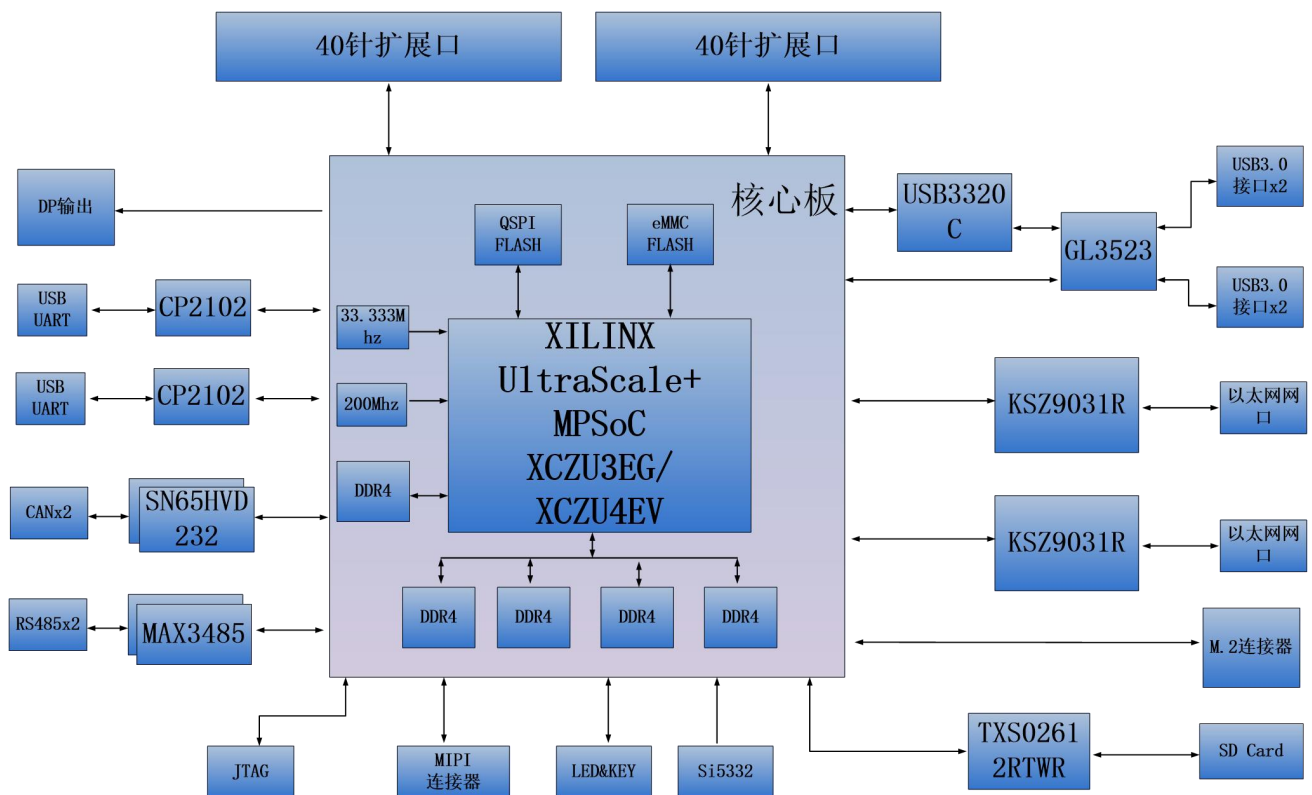 40针扩展口
40针扩展口
核心板
DP输出
QSPI
FLASH
eMMC
FLASH
USB3320
C
GL3523
USB3.0
接口x2
USB3.0
接口x2
USB
UART
CP2102
33.333M
hz
XILINX
UltraScale+
MPSoC
XCZU3EG/
XCZU4EV
USB
UART
CP2102
200Mhz
KSZ9031R
以太网网
口
CANx2
SN65HVD
232
DDR4
KSZ9031R
以太网网
口
RS485x2
MAX3485
DDR4
DDR4
DDR4
DDR4
M.2连接器
JTAG
MIPI
连接器
LED&KEY
Si5332
TXS0261
2RTWR
SD Card